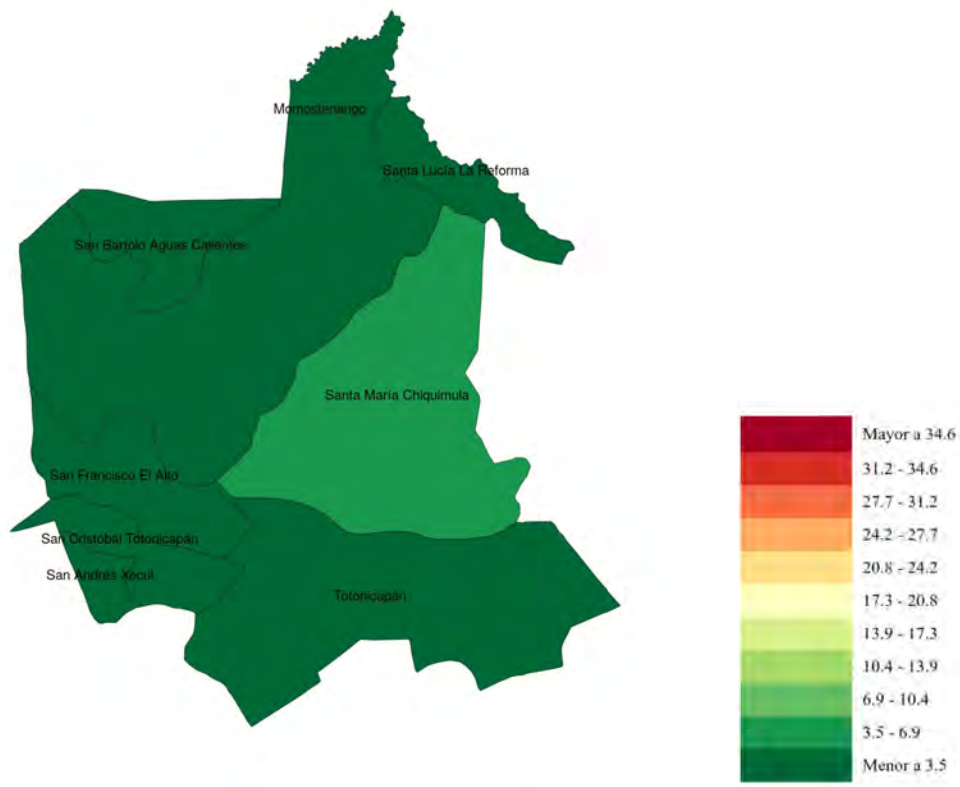 Momostenango
Santa Lucía La Reforma
San Bartolo Aguas Calientes
Santa María Chiquimula
San Francisco El Alto
San Cristóbal Totonicapán
San Andrés Xecul
Totonicapán
Mayor a 34.6
31.2 - 34.6
27.7 - 31.2
24.2 - 27.7
20.8 - 24.2
17.3 - 20.8
13.9 - 17.3
10.4 - 13.9
6.9 - 10.4
3.5 - 6.9
Menor a 3.5